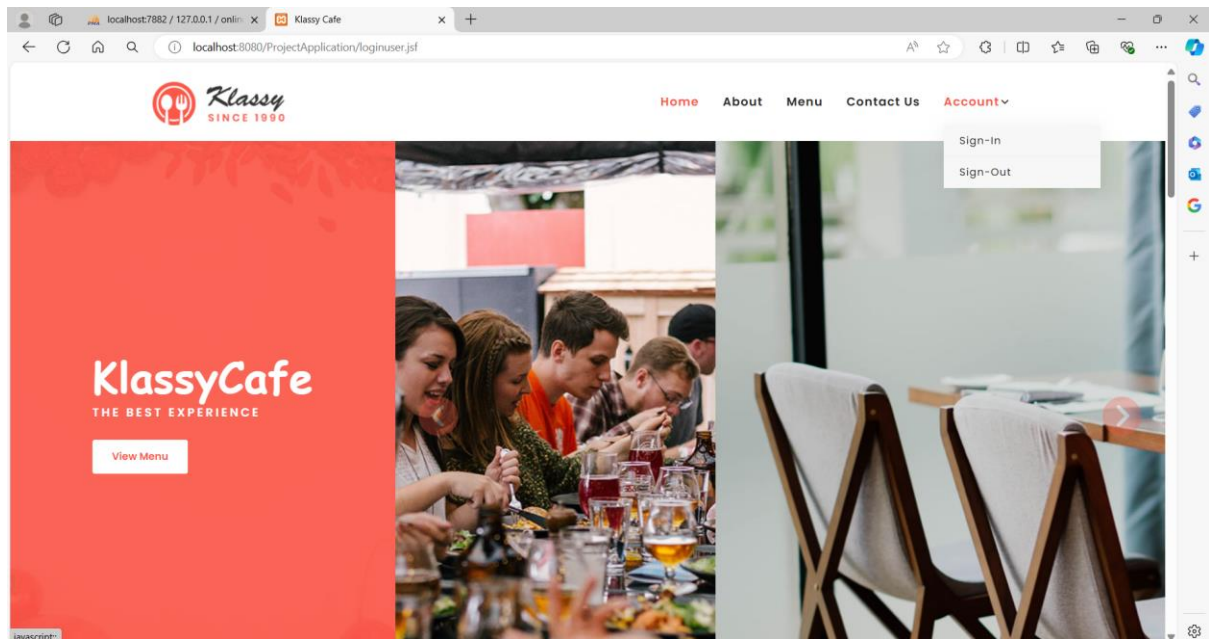 localhost:7882 / 127.0.0.1 / onlin
Klassy Cafe
localhost:8080/ProjectApplication/loginuser.jsf
Klassy
SINCE 1990
Home About Menu Contact Us Account
Sign-In
Sign-Out
KlassyCafe
THE BEST EXPERIENCE
View Menu
javascript:;